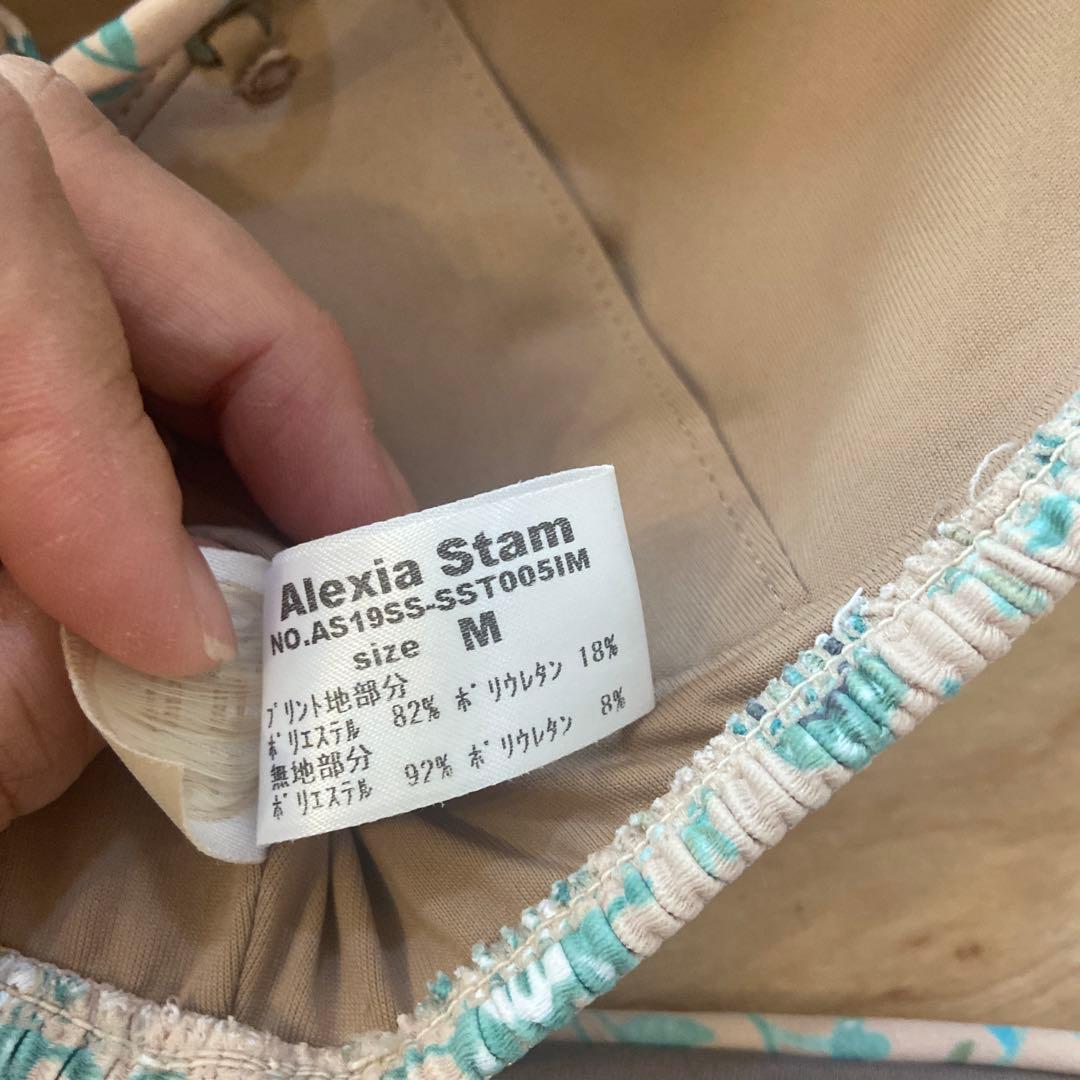 Alexia Stam
NO.AS19SS-SST005IM
size M
プリント地部分
ポリエステル 82% ポリウレタン 18%
無地部分
ポリエステル 92% ポリウレタン 8%